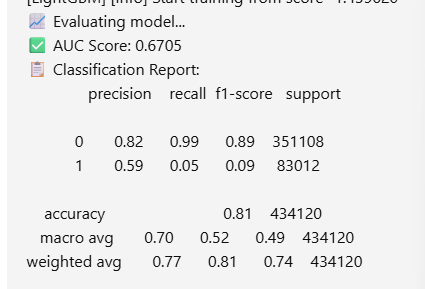 [LightGBM] [Info] Start training from score -1.439620
📈 Evaluating model...
✅ AUC Score: 0.6705
📋 Classification Report:
precision recall f1-score support
0 0.82 0.99 0.89 351108
1 0.59 0.05 0.09 83012
accuracy 0.81 434120
macro avg 0.70 0.52 0.49 434120
weighted avg 0.77 0.81 0.74 434120